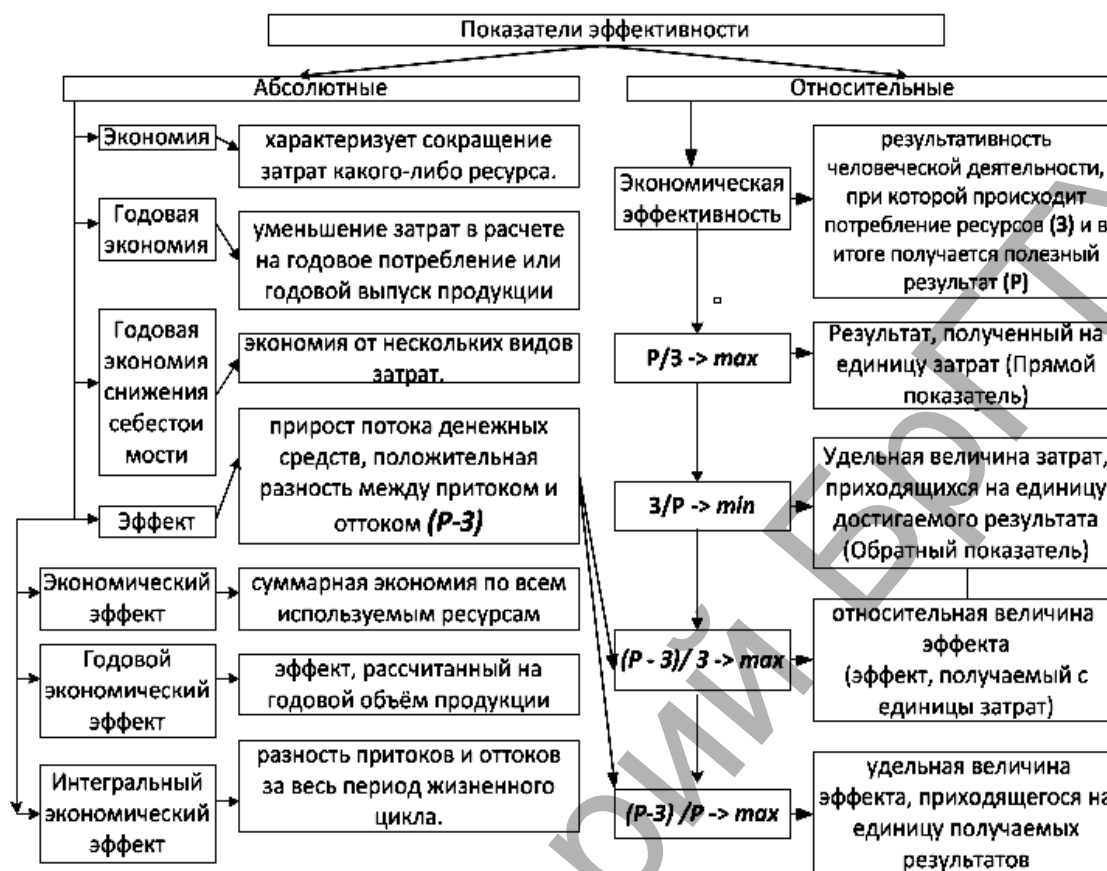 Показатели эффективности
Абсолютные
Экономия
характеризует сокращение
затрат какого-либо ресурса.
Годовая
экономия
уменьшение затрат в расчете
на годовое потребление или
годовой выпуск продукции
Годовая
экономия
снижения
себестои
мости
экономия от нескольких видов
затрат.
Эффект
прирост потока денежных
средств, положительная
разность между притоком и
оттоком (Р-З)
Экономический
эффект
суммарная экономия по всем
используемым ресурсам
Годовой
экономический
эффект
эффект, рассчитанный на
годовой объём продукции
Интегральный
экономический
эффект
разность притоков и оттоков
за весь период жизненного
цикла.
Относительные
Экономическая
эффективность
результативность
человеческой деятельности,
при которой происходит
потребление ресурсов (З) и в
итоге получается полезный
результат (Р)
Р/З -> max
Результат, полученный на
единицу затрат (Прямой
показатель)
З/Р -> min
Удельная величина затрат,
приходящихся на единицу
достигаемого результата
(Обратный показатель)
(Р - З)/ З -> max
относительная величина
эффекта
(эффект, получаемый с
единицы затрат)
(Р-З) /Р -> max
удельная величина
эффекта, приходящегося на
единицу получаемых
результатов